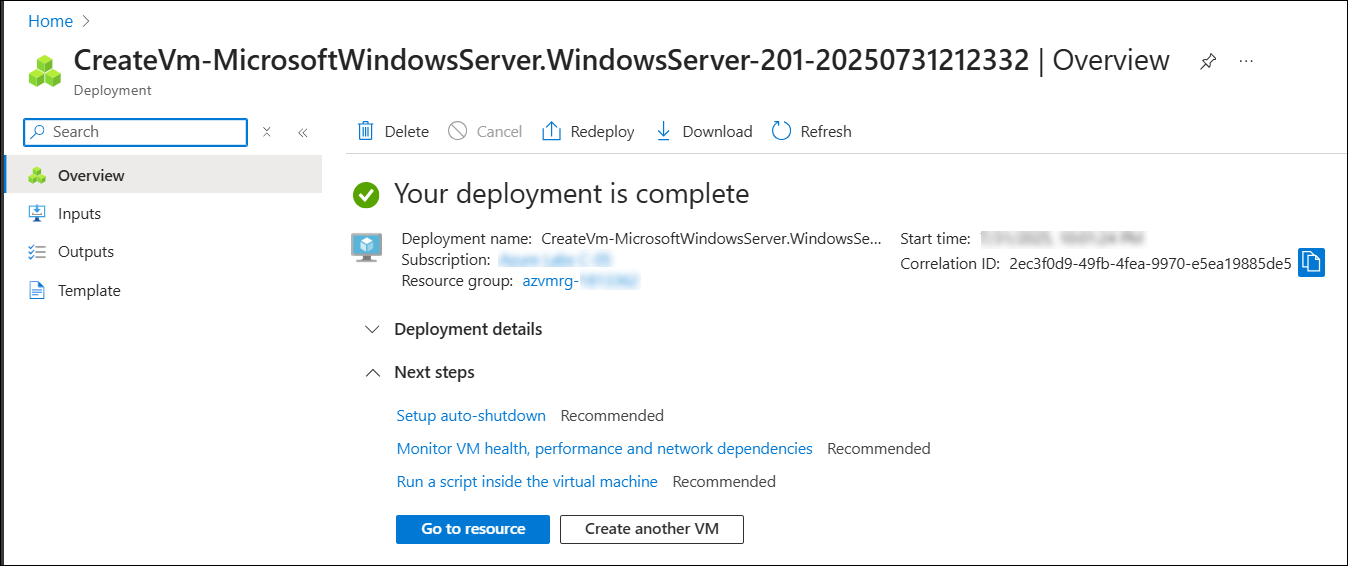 Home
CreateVm-MicrosoftWindowsServer.WindowsServer-201-20250731212332 | Overview
Deployment
Search
Delete
Cancel
Redeploy
Download
Refresh
Overview
Inputs
Outputs
Template
Your deployment is complete
Deployment name: CreateVm-MicrosoftWindowsServer.WindowsSe...
Subscription:
Resource group: azvmrg-
Start time:
Correlation ID: 2ec3f0d9-49fb-4fea-9970-e5ea19885de5
Deployment details
Next steps
Setup auto-shutdown Recommended
Monitor VM health, performance and network dependencies Recommended
Run a script inside the virtual machine Recommended
Go to resource
Create another VM